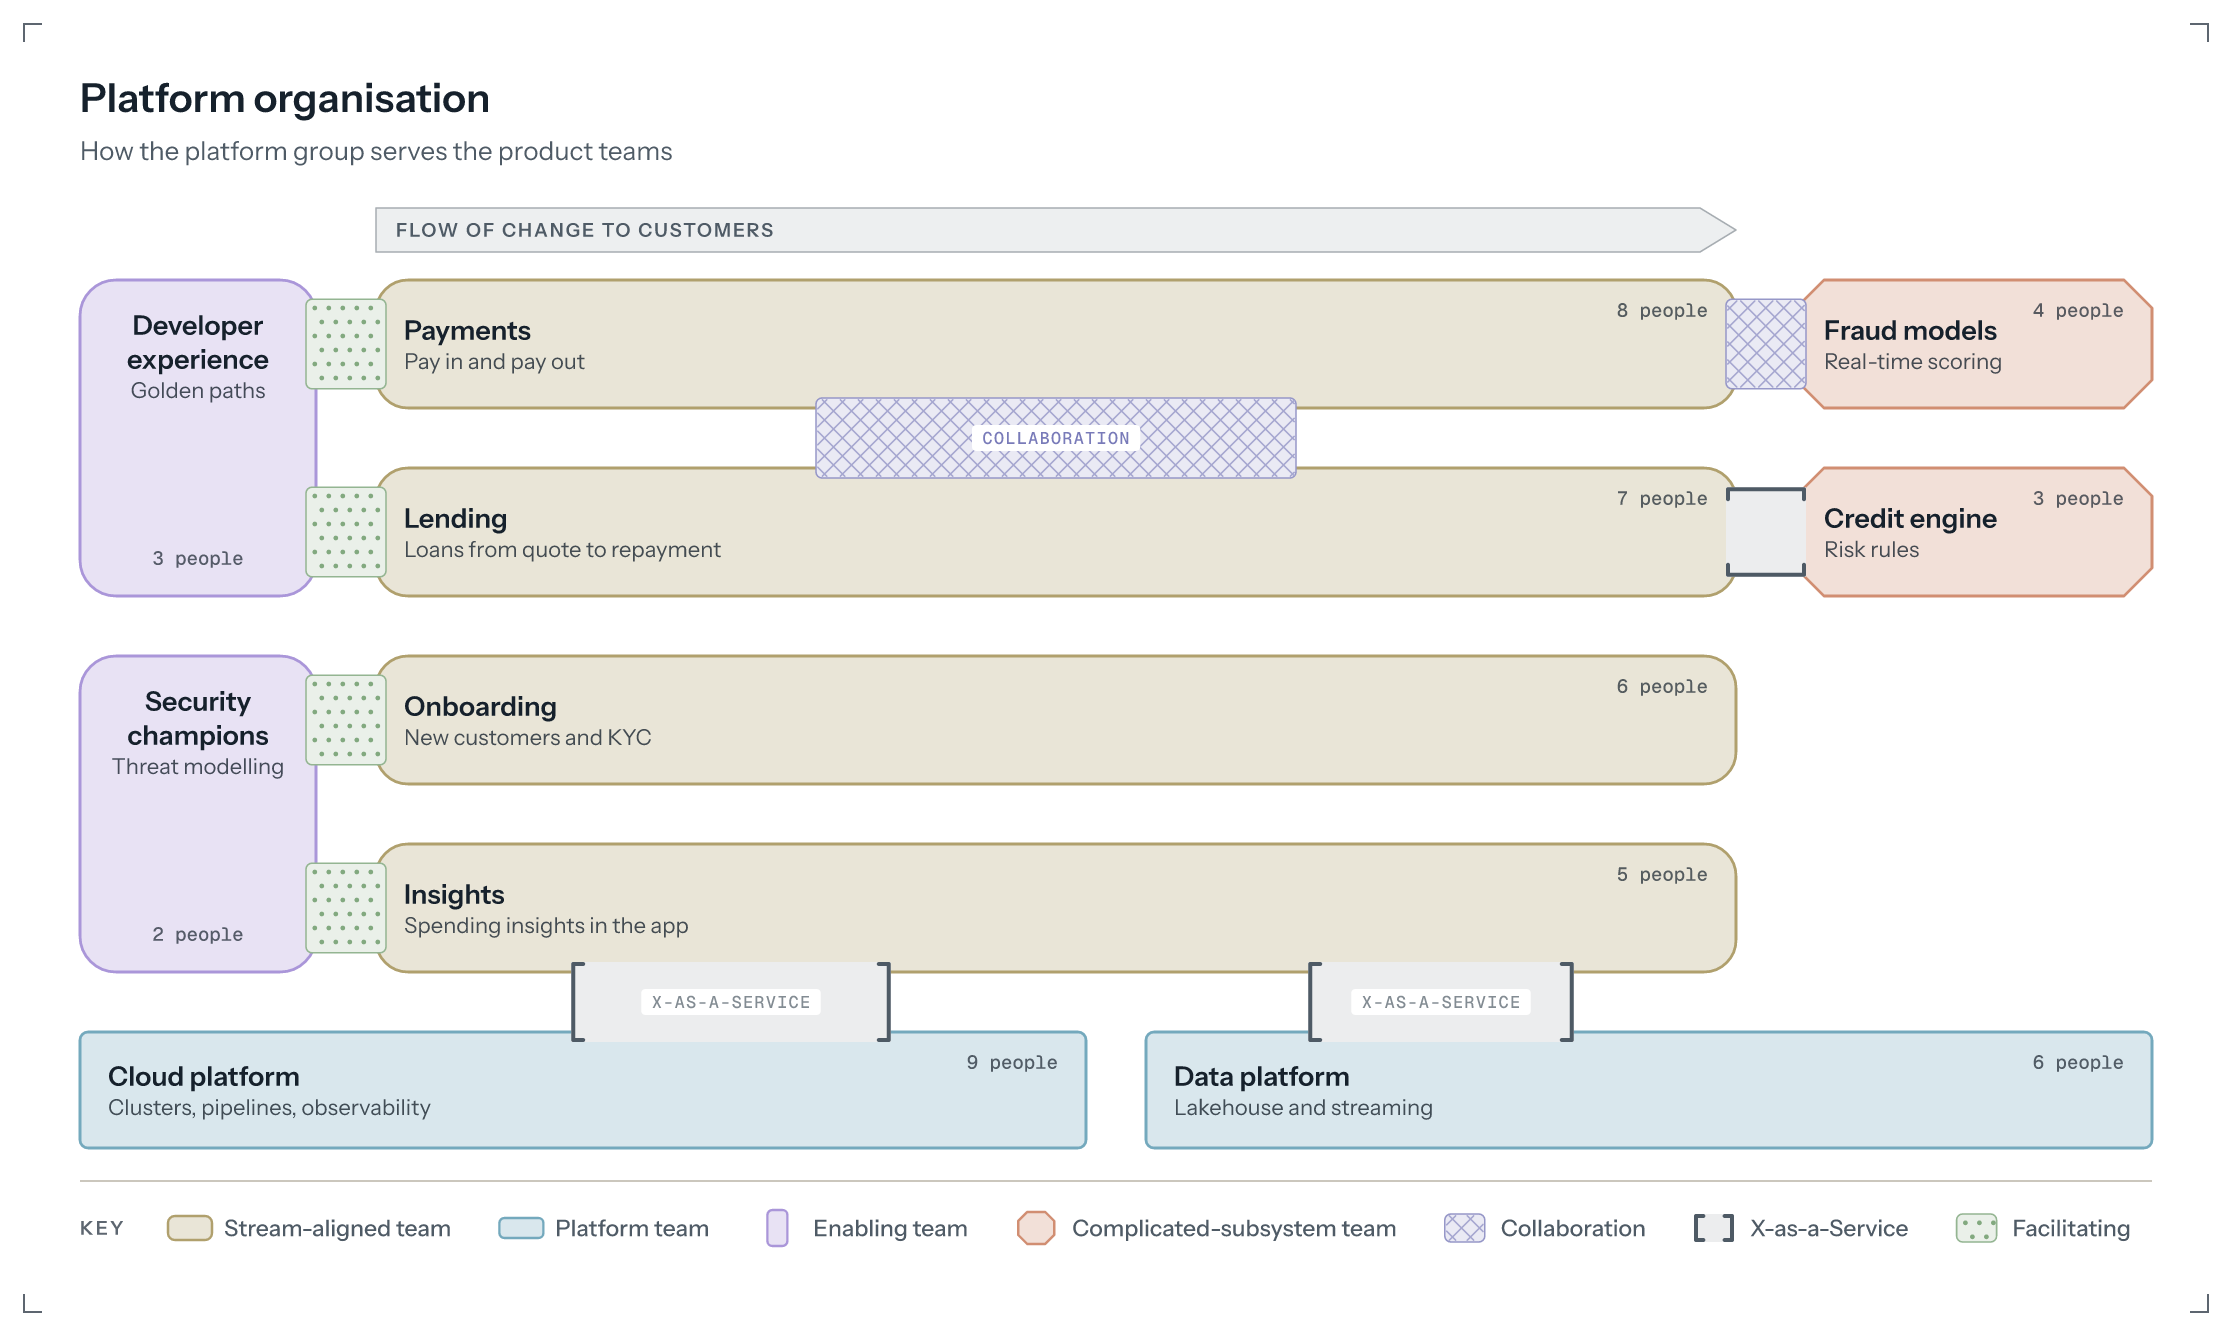 Platform organisation
How the platform group serves the product teams
FLOW OF CHANGE TO CUSTOMERS
Developer
experience
Golden paths
3 people
Payments
Pay in and pay out
8 people
Fraud models
Real-time scoring
4 people
COLLABORATION
Lending
Loans from quote to repayment
7 people
Credit engine
Risk rules
3 people
Security
champions
Threat modelling
2 people
Onboarding
New customers and KYC
6 people
Insights
Spending insights in the app
5 people
X-AS-A-SERVICE
X-AS-A-SERVICE
Cloud platform
Clusters, pipelines, observability
9 people
Data platform
Lakehouse and streaming
6 people
KEY
Stream-aligned team
Platform team
Enabling team
Complicated-subsystem team
Collaboration
X-as-a-Service
Facilitating